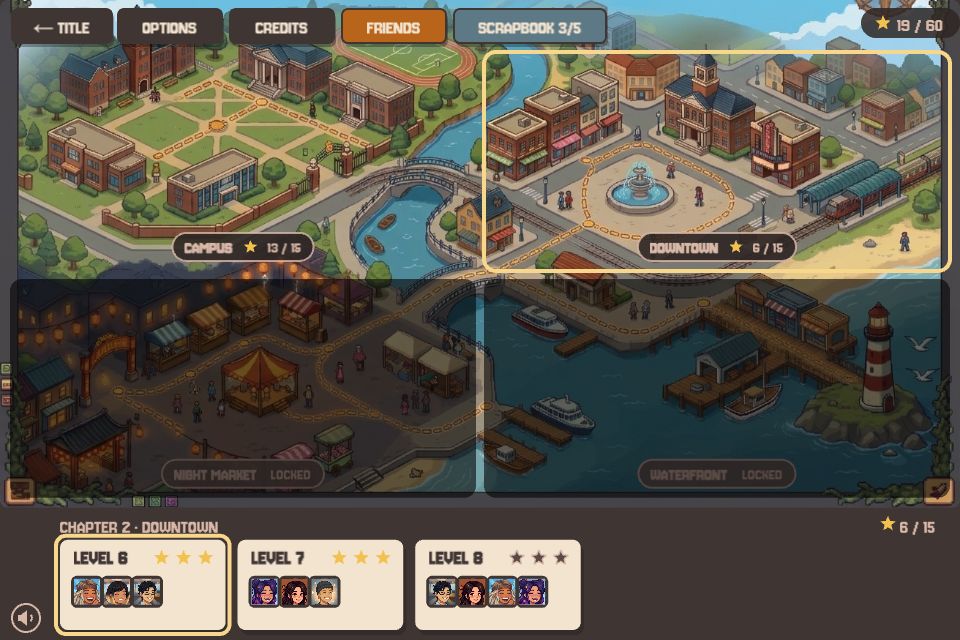 ← TITLE
OPTIONS
CREDITS
FRIENDS
SCRAPBOOK 3/5
19 / 60
CAMPUS 13 / 15
DOWNTOWN 6 / 15
NIGHT MARKET LOCKED
WATERFRONT LOCKED
CHAPTER 2 · DOWNTOWN
6 / 15
LEVEL 6
LEVEL 7
LEVEL 8